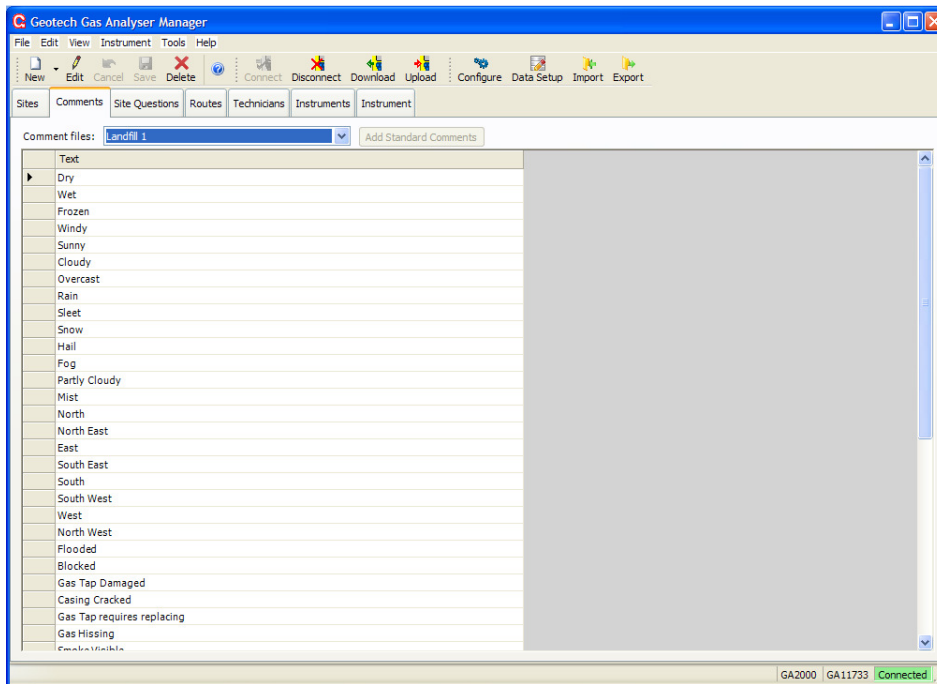 Geotech Gas Analyser Manager
File Edit View Instrument Tools Help
New Edit Cancel Save Delete Connect Disconnect Download Upload Configure Data Setup Import Export
Sites Comments Site Questions Routes Technicians Instruments Instrument
Comment files: Landfill 1 Add Standard Comments
Text
Dry
Wet
Frozen
Windy
Sunny
Cloudy
Overcast
Rain
Sleet
Snow
Hail
Fog
Partly Cloudy
Mist
North
North East
East
South East
South
South West
West
North West
Flooded
Blocked
Gas Tap Damaged
Casing Cracked
Gas Tap requires replacing
Gas Hissing
Smoke Visible
GA2000 GA11733 Connected